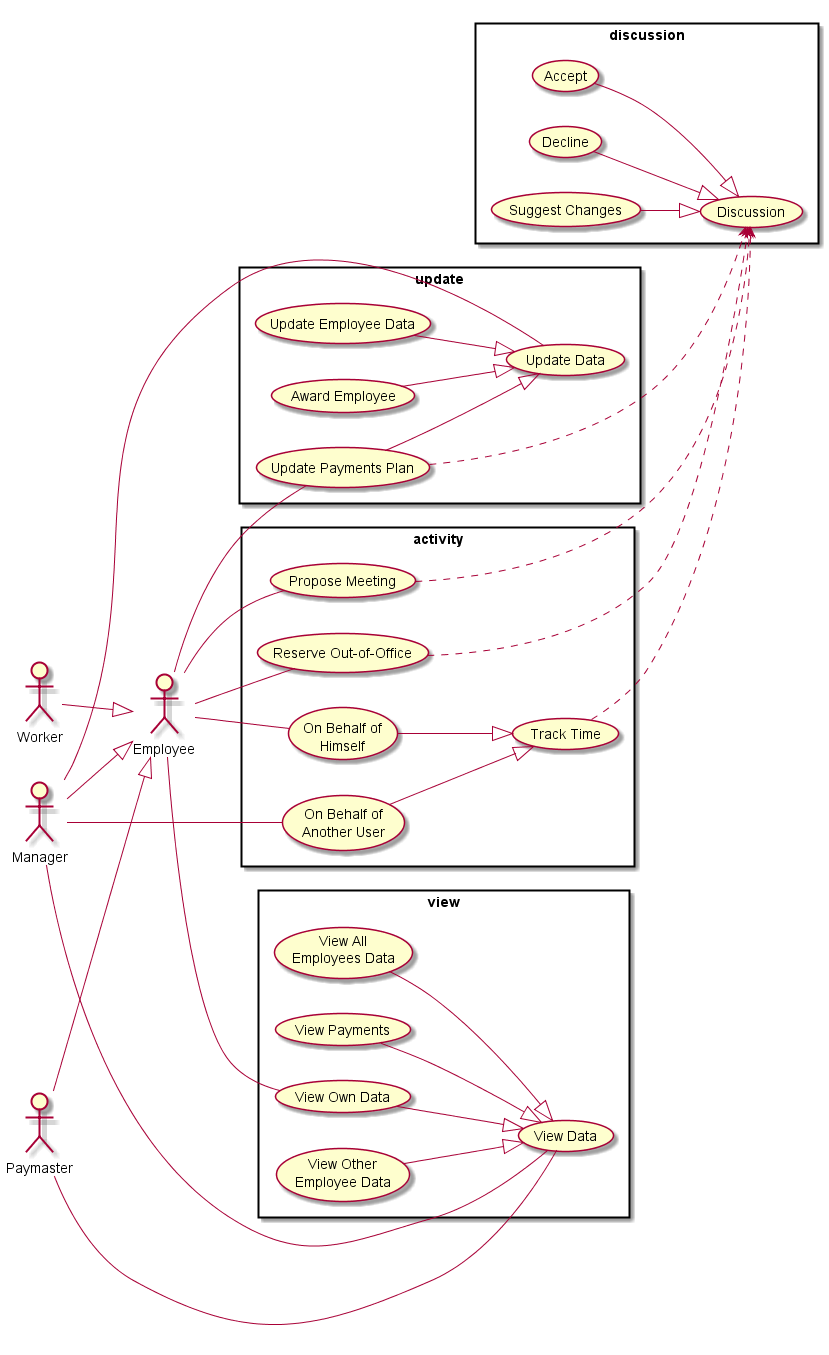 discussion
Accept
Decline
Suggest Changes
Discussion
update
Update Employee Data
Update Data
Award Employee
Update Payments Plan
activity
Propose Meeting
Reserve Out-of-Office
On Behalf of
Himself
Track Time
On Behalf of
Another User
Worker
Employee
Manager
view
View All
Employees Data
View Payments
View Own Data
View Data
View Other
Employee Data
Paymaster